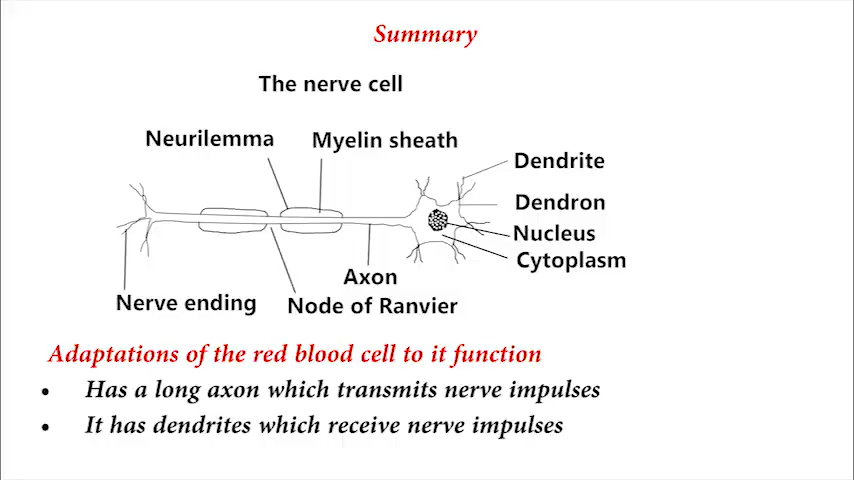 Summary
The nerve cell
Neurilemma
Myelin sheath
Dendrite
Dendron
Nucleus
Cytoplasm
Axon
Nerve ending
Node of Ranvier
Adaptations of the red blood cell to it function
• Has a long axon which transmits nerve impulses
• It has dendrites which receive nerve impulses